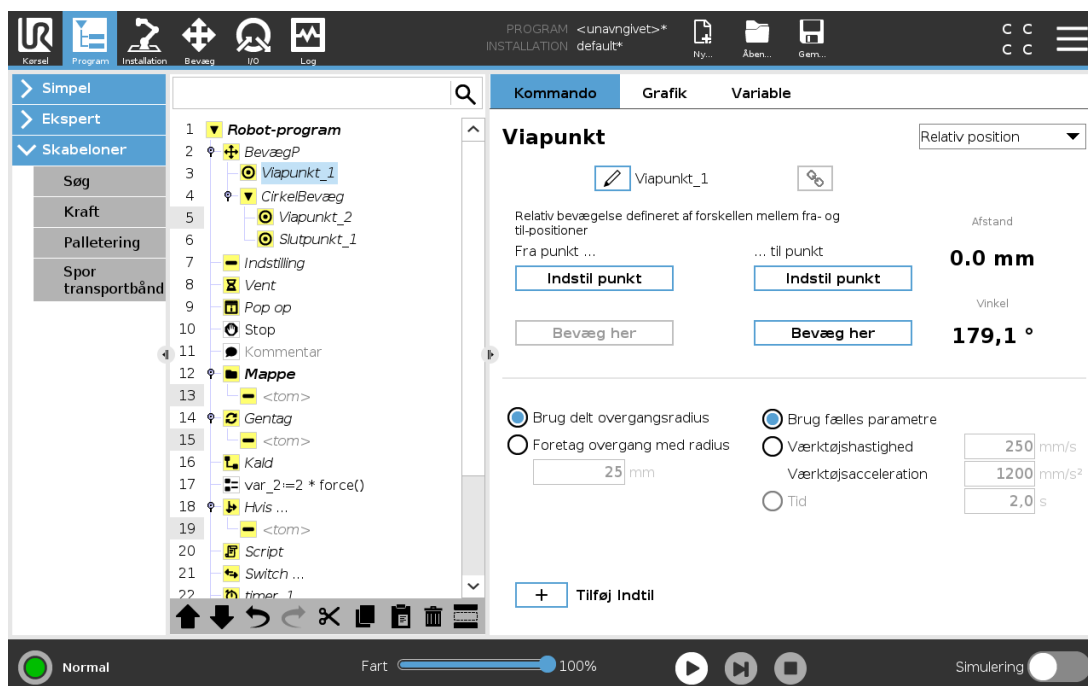 PROGRAM <unavngivet>*
INSTALLATION default*
Kørsel
Program
Installation
Bevæg
I/O
Log
Ny...
Åben...
Gem...
C C
C C
Simpel
Ekspert
Skabeloner
Søg
Kraft
Palletering
Spor
transportbånd
1 Robot-program
2 BevægP
3 Viapunkt_1
4 CirkelBevæg
5 Viapunkt_2
6 Slutpunkt_1
7 Indstilling
8 Vent
9 Pop op
10 Stop
11 Kommentar
12 Mappe
13 <tom>
14 Gentag
15 <tom>
16 Kald
17 var_2:=2 * force()
18 Hvis ...
19 <tom>
20 Script
21 Switch ...
22 timer_1
Kommando
Grafik
Variable
Viapunkt
Relativ position
Viapunkt_1
Relativ bevægelse defineret af forskellen mellem fra- og
til-positioner
Fra punkt ...
... til punkt
Indstil punkt
Indstil punkt
Bevæg her
Bevæg her
Afstand
0.0 mm
Vinkel
179,1 °
Brug delt overgangsradius
Foretag overgang med radius
25 mm
Brug fælles parametre
Værktøjshastighed 250 mm/s
Værktøjsacceleration 1200 mm/s²
Tid 2,0 s
+ Tilføj Indtil
Normal
Fart 100%
Simulering